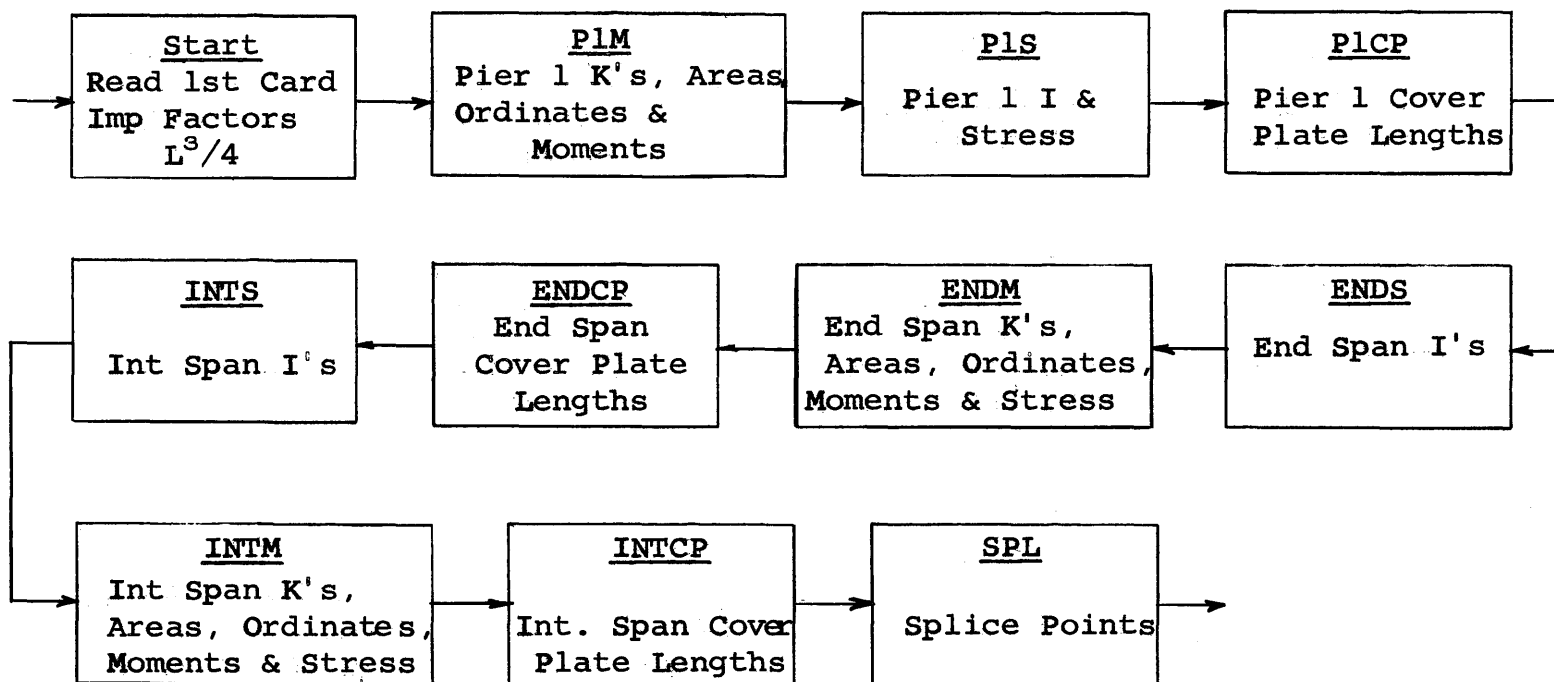 Start
Read 1st Card
Imp Factors
L³/4
P1M
Pier 1 K's, Areas,
Ordinates &
Moments
P1S
Pier 1 I &
Stress
P1CP
Pier 1 Cover
Plate Lengths
INTS
Int Span I's
ENDCP
End Span
Cover Plate
Lengths
ENDM
End Span K's,
Areas, Ordinates,
Moments & Stress
ENDS
End Span I's
INTM
Int Span K's,
Areas, Ordinates,
Moments & Stress
INTCP
Int. Span Cover
Plate Lengths
SPL
Splice Points